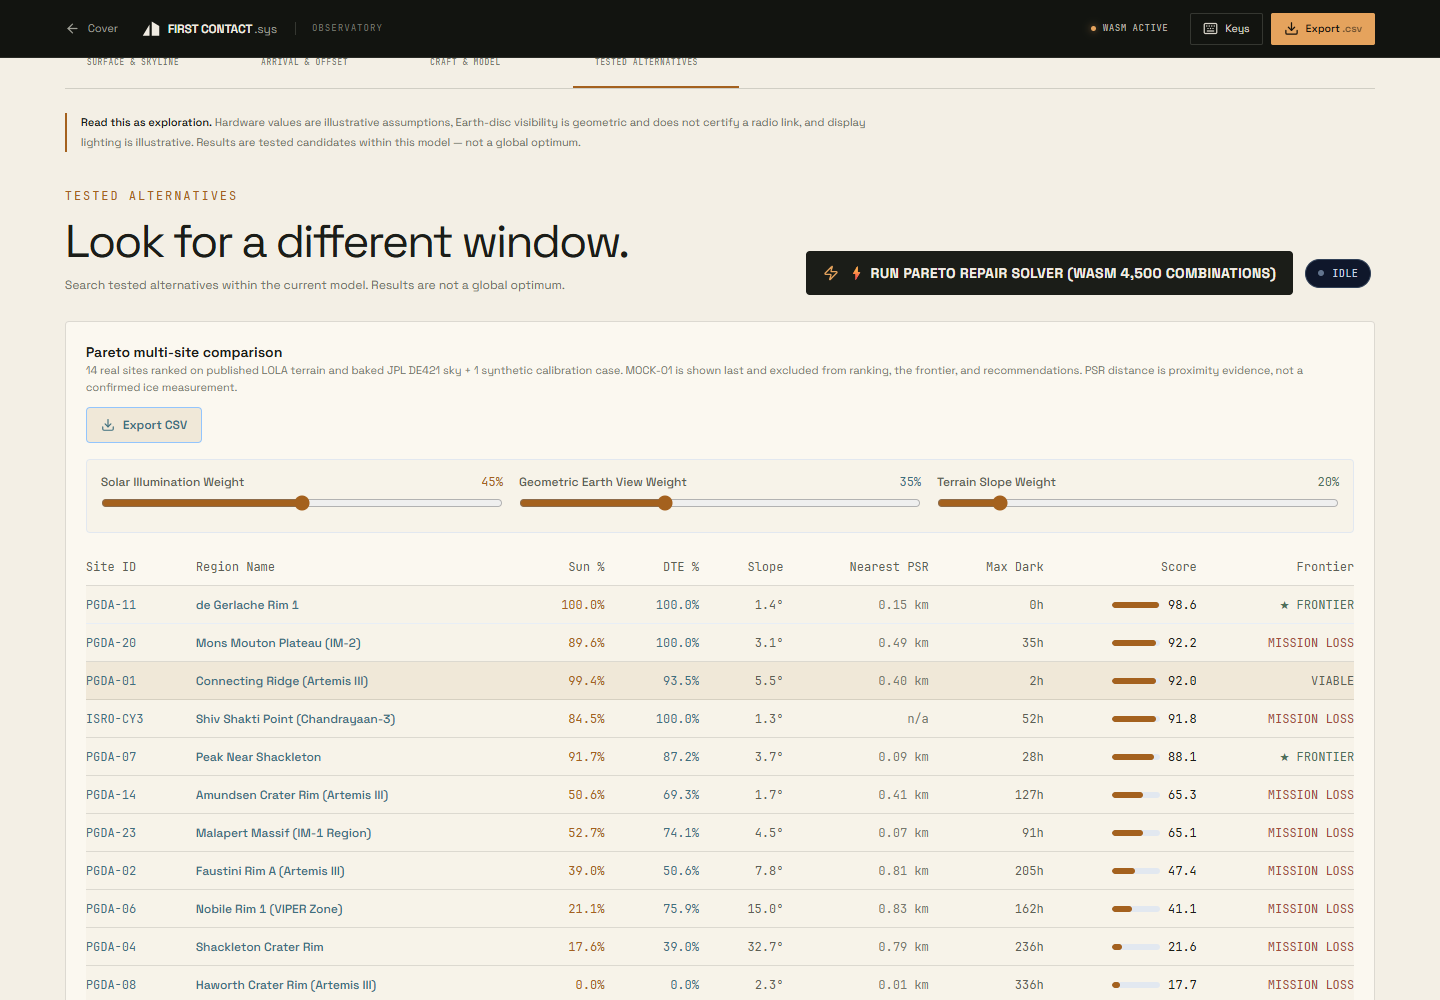 Cover
FIRST CONTACT.sys
OBSERVATORY
WASM ACTIVE
Keys
Export.csv
SURFACE & SKYLINE
ARRIVAL & OFFSET
CRAFT & MODEL
TESTED ALTERNATIVES
Read this as exploration. Hardware values are illustrative assumptions, Earth-disc visibility is geometric and does not certify a radio link, and display
lighting is illustrative. Results are tested candidates within this model — not a global optimum.
TESTED ALTERNATIVES
Look for a different window.
Search tested alternatives within the current model. Results are not a global optimum.
RUN PARETO REPAIR SOLVER (WASM 4,500 COMBINATIONS)
IDLE
Pareto multi-site comparison
14 real sites ranked on published LOLA terrain and baked JPL DE421 sky + 1 synthetic calibration case. MOCK-01 is shown last and excluded from ranking, the frontier, and recommendations. PSR distance is proximity evidence, not a
confirmed ice measurement.
Export CSV
Solar Illumination Weight 45%
Geometric Earth View Weight 35%
Terrain Slope Weight 20%
Site ID Region Name Sun % DTE % Slope Nearest PSR Max Dark Score Frontier
PGDA-11 de Gerlache Rim 1 100.0% 100.0% 1.4° 0.15 km 0h 98.6 ★ FRONTIER
PGDA-20 Mons Mouton Plateau (IM-2) 89.6% 100.0% 3.1° 0.49 km 35h 92.2 MISSION LOSS
PGDA-01 Connecting Ridge (Artemis III) 99.4% 93.5% 5.5° 0.40 km 2h 92.0 VIABLE
ISRO-CY3 Shiv Shakti Point (Chandrayaan-3) 84.5% 100.0% 1.3° n/a 52h 91.8 MISSION LOSS
PGDA-07 Peak Near Shackleton 91.7% 87.2% 3.7° 0.09 km 28h 88.1 ★ FRONTIER
PGDA-14 Amundsen Crater Rim (Artemis III) 50.6% 69.3% 1.7° 0.41 km 127h 65.3 MISSION LOSS
PGDA-23 Malapert Massif (IM-1 Region) 52.7% 74.1% 4.5° 0.07 km 91h 65.1 MISSION LOSS
PGDA-02 Faustini Rim A (Artemis III) 39.0% 50.6% 7.8° 0.81 km 205h 47.4 MISSION LOSS
PGDA-06 Nobile Rim 1 (VIPER Zone) 21.1% 75.9% 15.0° 0.83 km 162h 41.1 MISSION LOSS
PGDA-04 Shackleton Crater Rim 17.6% 39.0% 32.7° 0.79 km 236h 21.6 MISSION LOSS
PGDA-08 Haworth Crater Rim (Artemis III) 0.0% 0.0% 2.3° 0.01 km 336h 17.7 MISSION LOSS